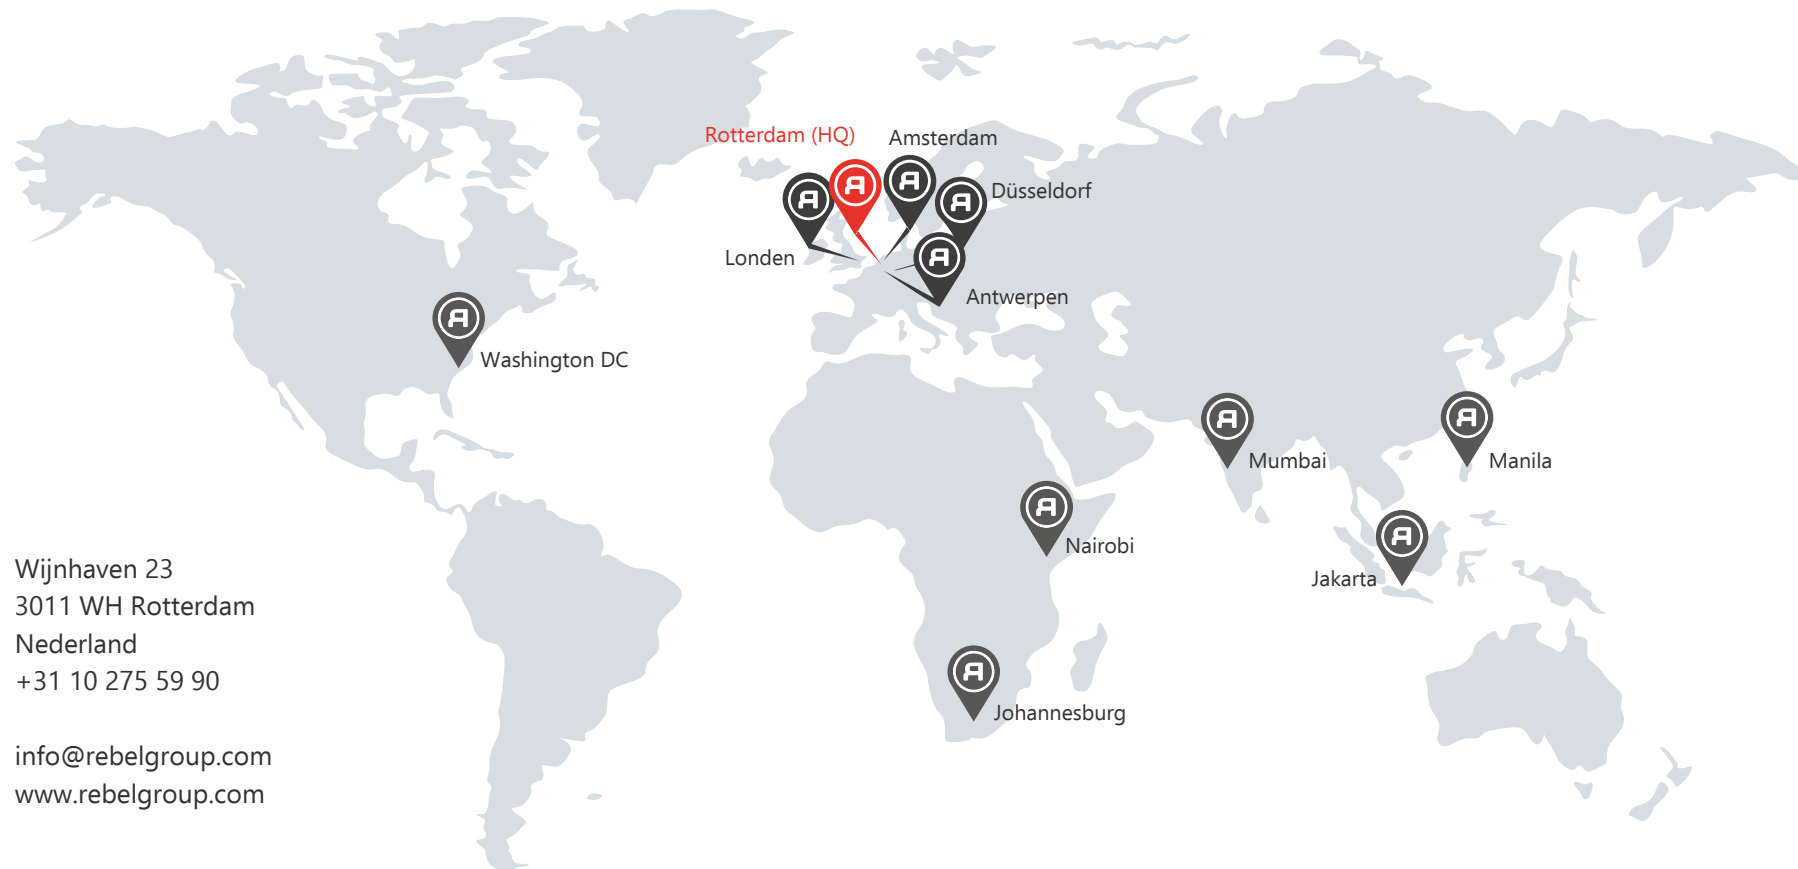 Rotterdam (HQ)
Amsterdam
Düsseldorf
Londen
Antwerpen
Washington DC
Mumbai
Manila
Nairobi
Jakarta
Johannesburg
Wijnhaven 23
3011 WH Rotterdam
Nederland
+31 10 275 59 90
info@rebelgroup.com
www.rebelgroup.com